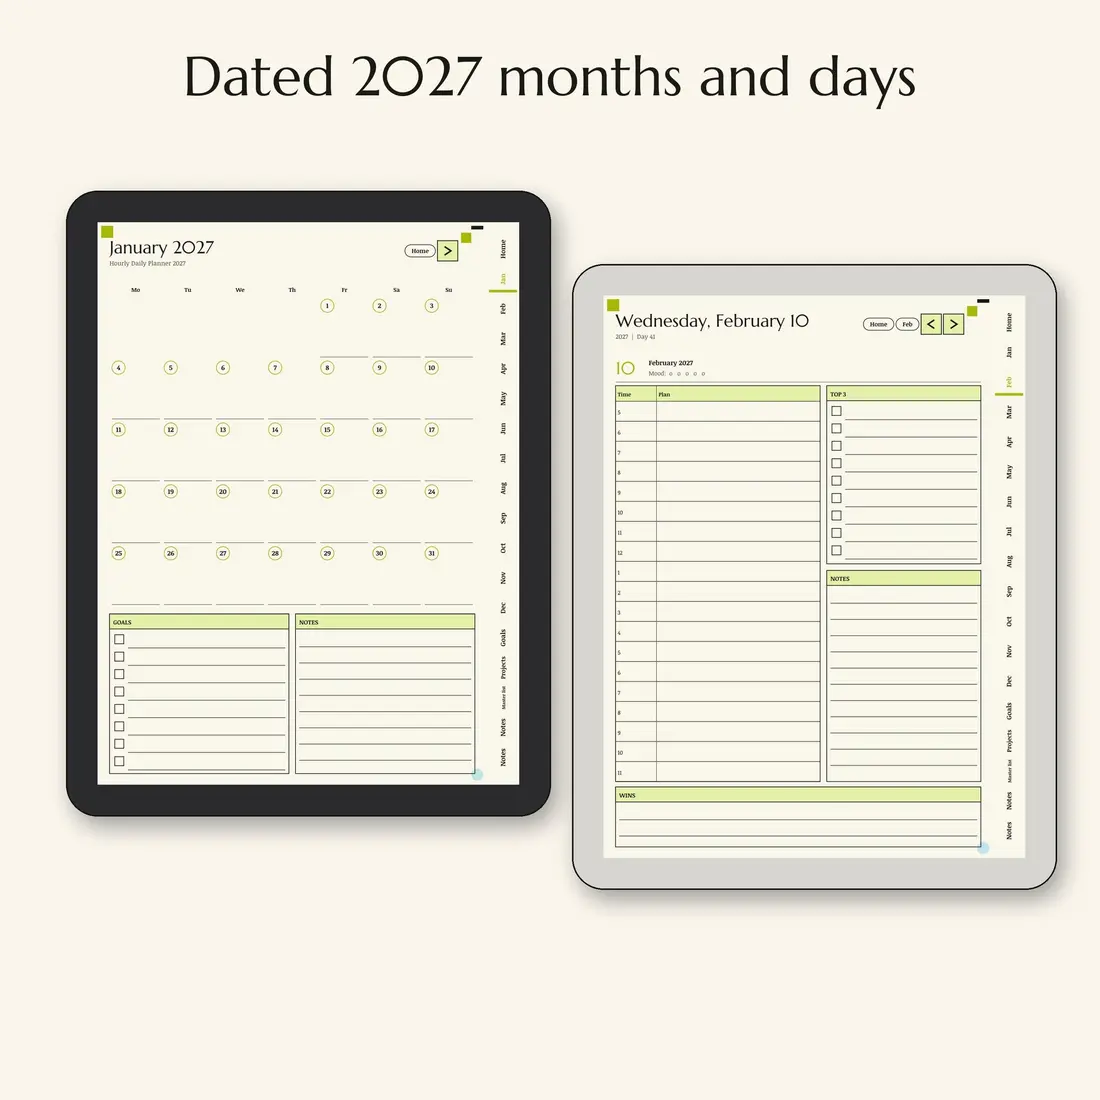 Dated 2027 months and days
January 2027
Hourly Daily Planner 2027
Home >
Mo Tu We Th Fr Sa Su
1 2 3
4 5 6 7 8 9 10
11 12 13 14 15 16 17
18 19 20 21 22 23 24
25 26 27 28 29 30 31
GOALS
NOTES
Home
Jan
Feb
Mar
Apr
May
Jun
Jul
Aug
Sep
Oct
Nov
Dec
Goals
Projects
Master list
Notes
Notes
Wednesday, February 10
2027 | Day 41
Home Feb < >
10
February 2027
Mood:
Time Plan
5
6
7
8
9
10
11
12
1
2
3
4
5
6
7
8
9
10
11
TOP 3
NOTES
WINS
Home
Jan
Feb
Mar
Apr
May
Jun
Jul
Aug
Sep
Oct
Nov
Dec
Goals
Projects
Master list
Notes
Notes